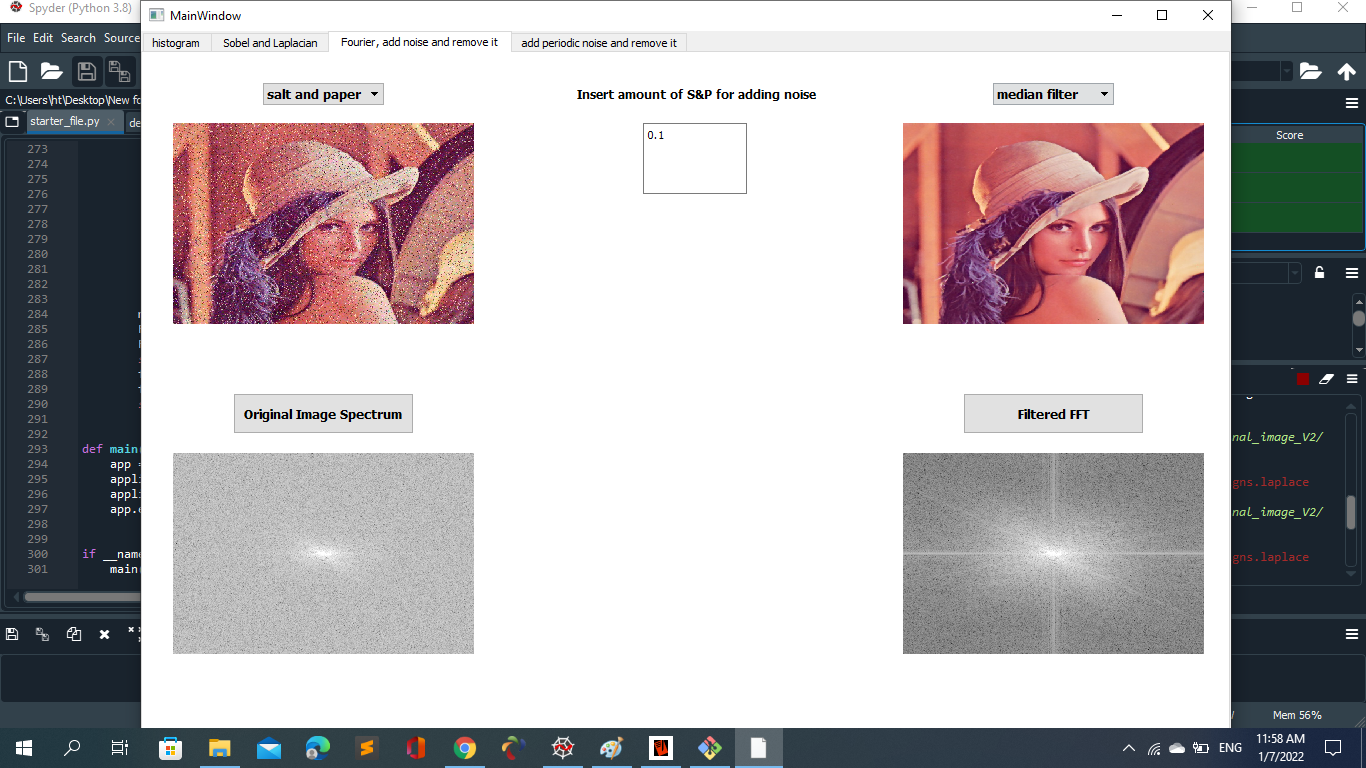 Spyder (Python 3.8)
MainWindow
File Edit Search Source
histogram
Sobel and Laplacian
Fourier, add noise and remove it
add periodic noise and remove it
C:\Users\ht\Desktop\New fo
starter_file.py
de
salt and paper
Insert amount of S&P for adding noise
median filter
0.1
Score
273
274
275
276
277
278
279
280
281
282
283
284
285
286
287
288
289
290
291
292
293 def main
294 app =
295 appli
296 appli
297 app.e
298
299
300 if __name
301 main
Original Image Spectrum
Filtered FFT
nal_image_V2/
gns.laplace
nal_image_V2/
gns.laplace
Mem 56%
ENG
11:58 AM
1/7/2022